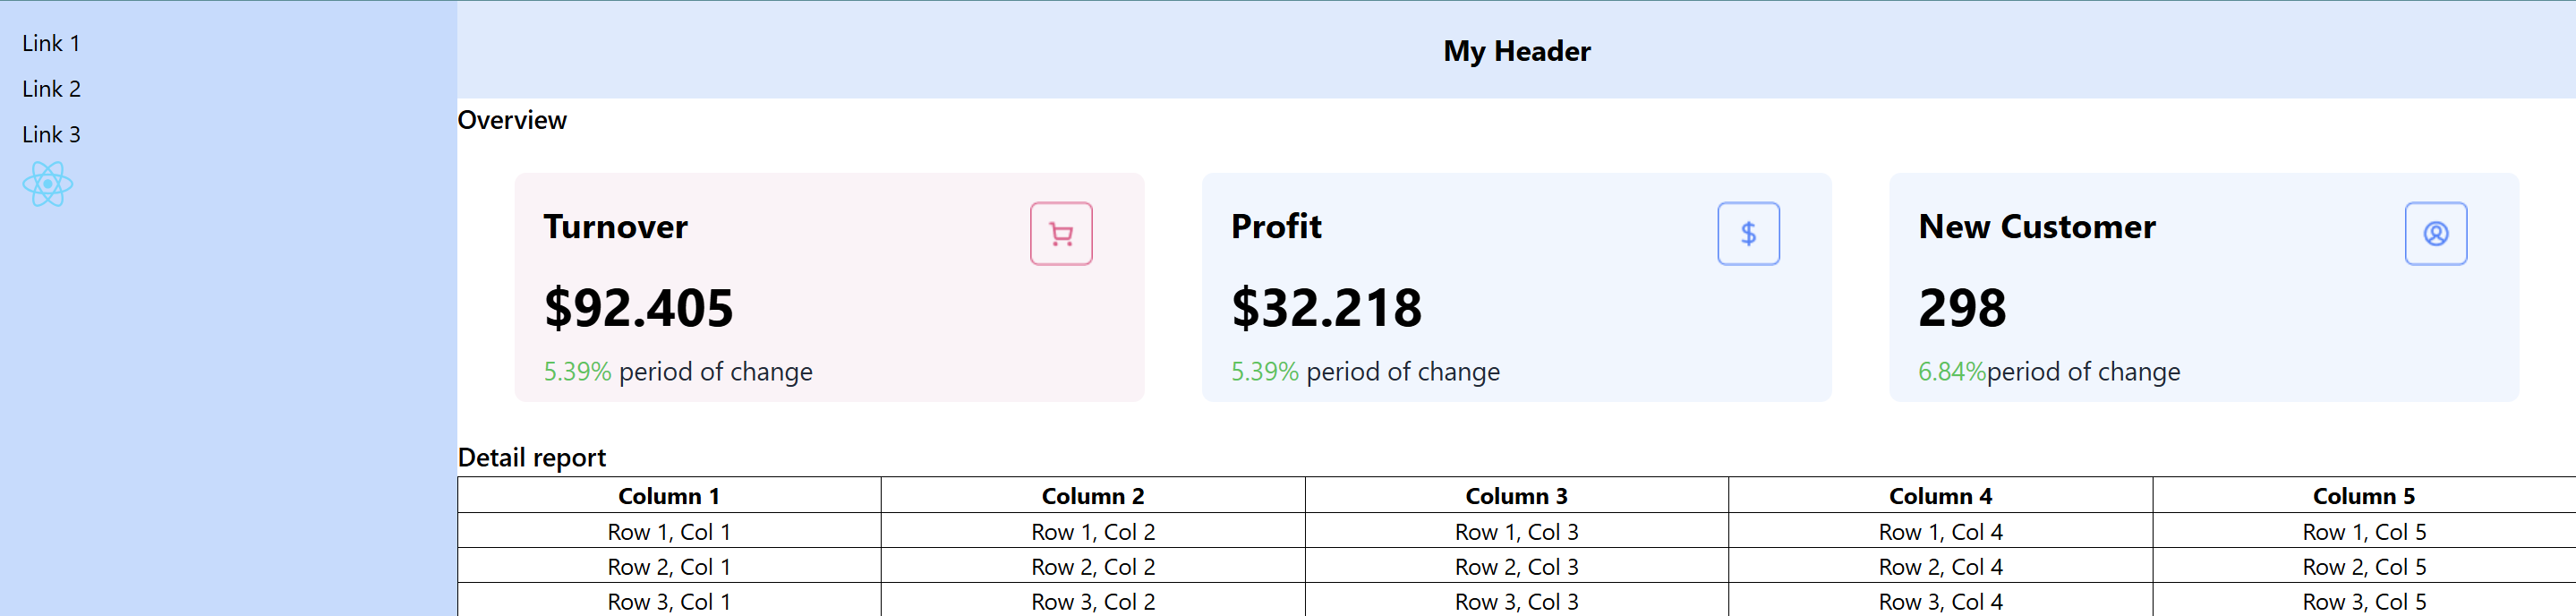 Link 1
Link 2
Link 3
My Header
Overview
Turnover
$92.405
5.39% period of change
Profit
$
$32.218
5.39% period of change
New Customer
298
6.84%period of change
Detail report
Column 1 Column 2 Column 3 Column 4 Column 5
Row 1, Col 1 Row 1, Col 2 Row 1, Col 3 Row 1, Col 4 Row 1, Col 5
Row 2, Col 1 Row 2, Col 2 Row 2, Col 3 Row 2, Col 4 Row 2, Col 5
Row 3, Col 1 Row 3, Col 2 Row 3, Col 3 Row 3, Col 4 Row 3, Col 5